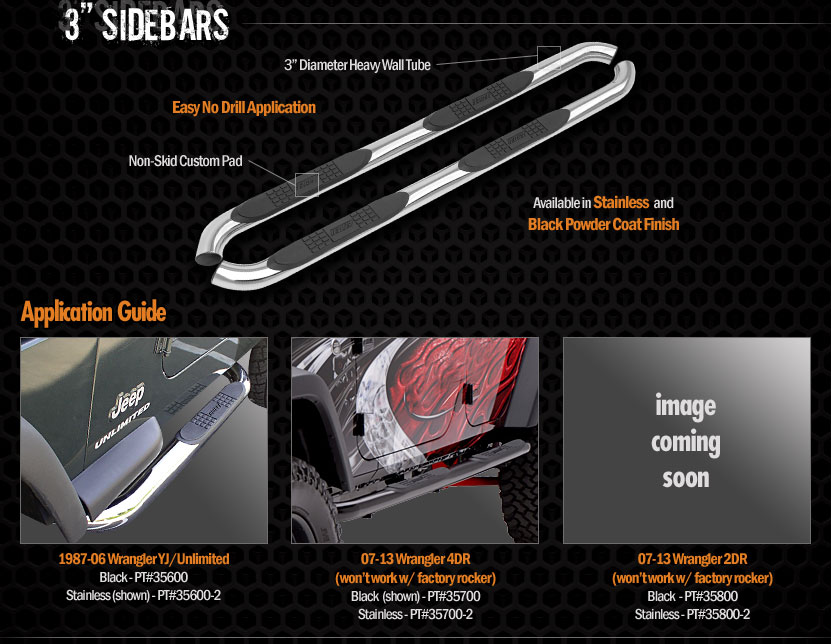 3” SIDEBARS
3” Diameter Heavy Wall Tube
Easy No Drill Application
Non-Skid Custom Pad
Available in Stainless and
Black Powder Coat Finish
Application Guide
Jeep
UNLIMITED
image
coming
soon
1987-06 Wrangler YJ/Unlimited
Black - PT#35600
Stainless (shown) - PT#35600-2
07-13 Wrangler 4DR
(won't work w/ factory rocker)
Black (shown) - PT#35700
Stainless - PT#35700-2
07-13 Wrangler 2DR
(won't work w/ factory rocker)
Black - PT#35800
Stainless - PT#35800-2